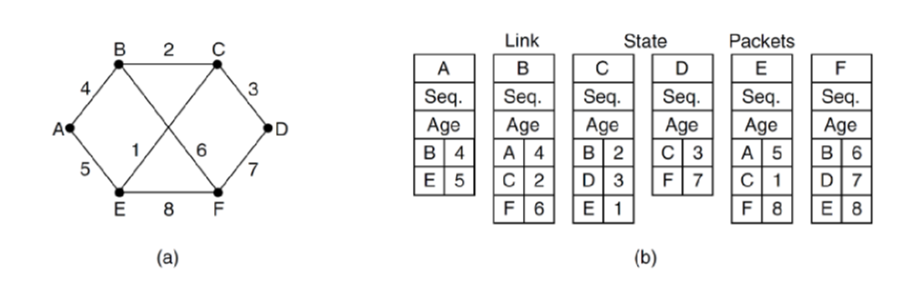 B 2 C
4 3
A D
1 6
5 7
E 8 F
(a)
Link State Packets
A B C D E F
Seq. Seq. Seq. Seq. Seq. Seq.
Age Age Age Age Age Age
B 4 A 4 B 2 C 3 A 5 B 6
E 5 C 2 D 3 F 7 C 1 D 7
F 6 E 1 F 8 E 8
(b)